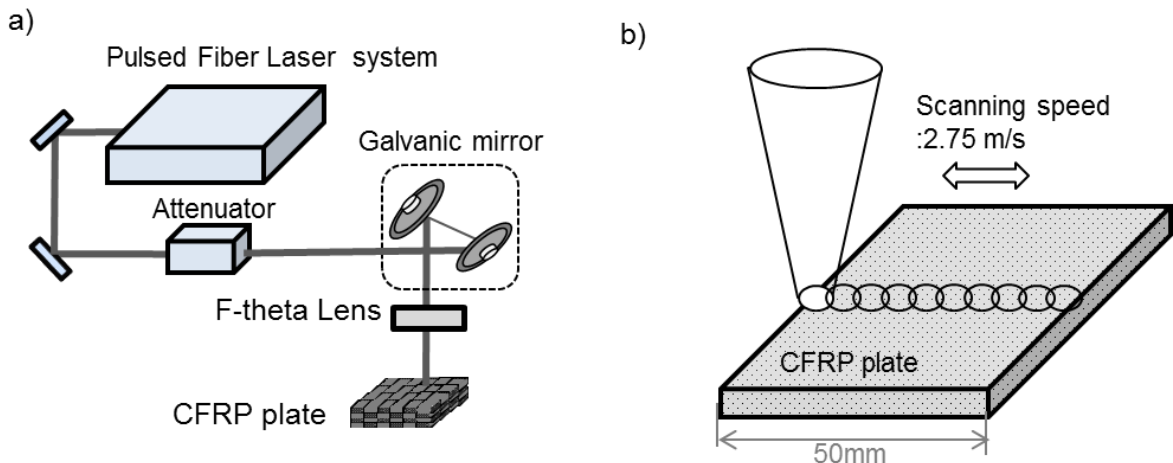 a)
Pulsed Fiber Laser system
Galvanic mirror
Attenuator
F-theta Lens
CFRP plate
b)
Scanning speed
:2.75 m/s
CFRP plate
50mm